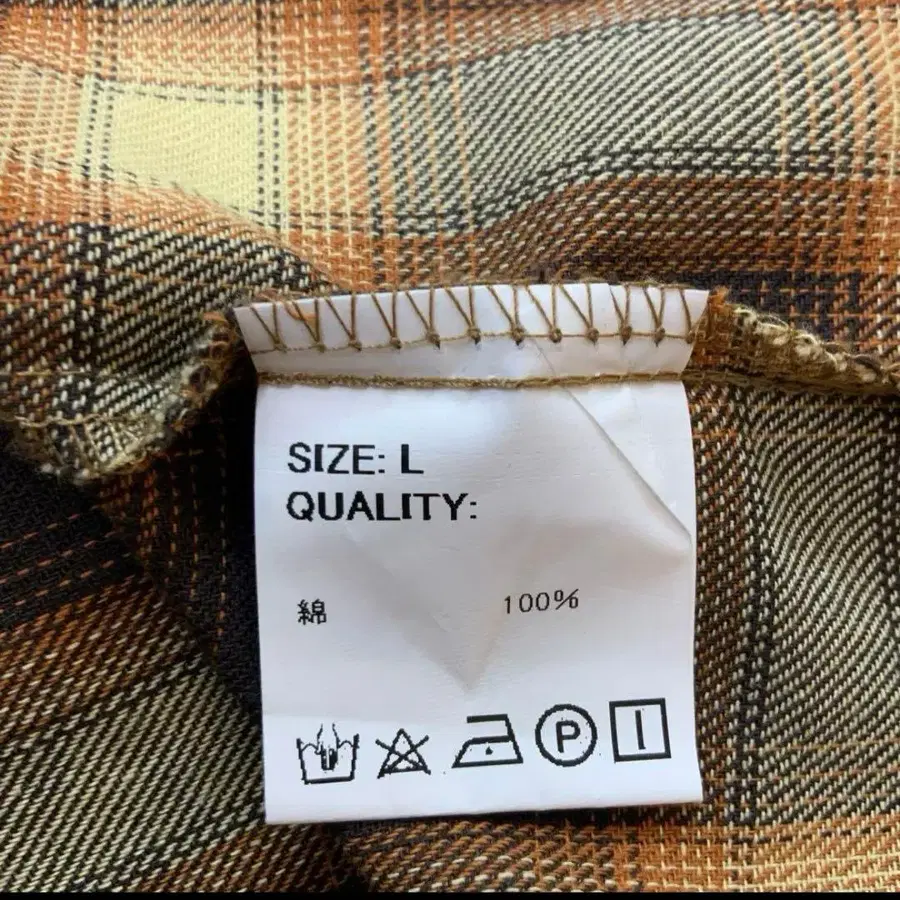 SIZE: L
QUALITY:
綿 100%
P